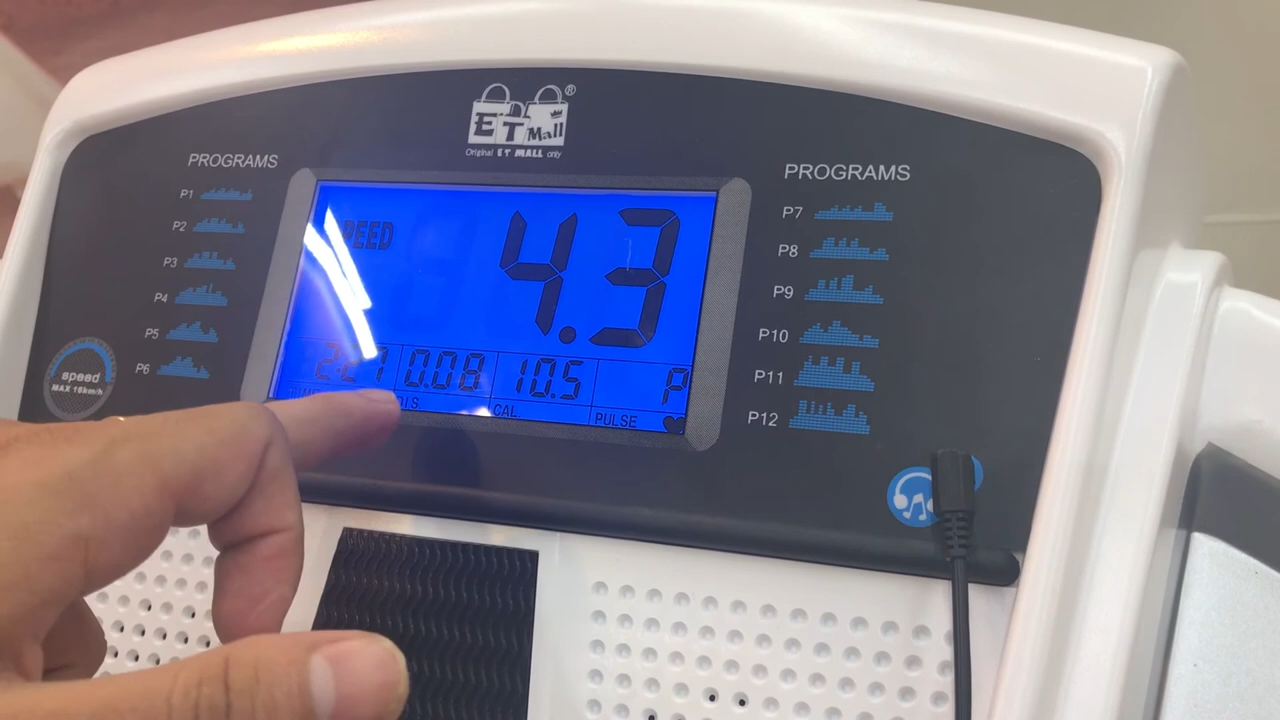 ET Mall®
Original ET MALL only
PROGRAMS
P1
P2
P3
P4
P5
P6
speed
MAX 16km/h
SPEED
4.3
0.08
10.5
P
CAL.
PULSE
PROGRAMS
P7
P8
P9
P10
P11
P12